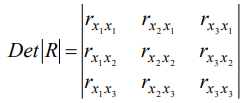 r_{x_1x_1} r_{x_2x_1} r_{x_3x_1}
Det|R| = r_{x_1x_2} r_{x_2x_2} r_{x_3x_2}
r_{x_1x_3} r_{x_2x_3} r_{x_3x_3}